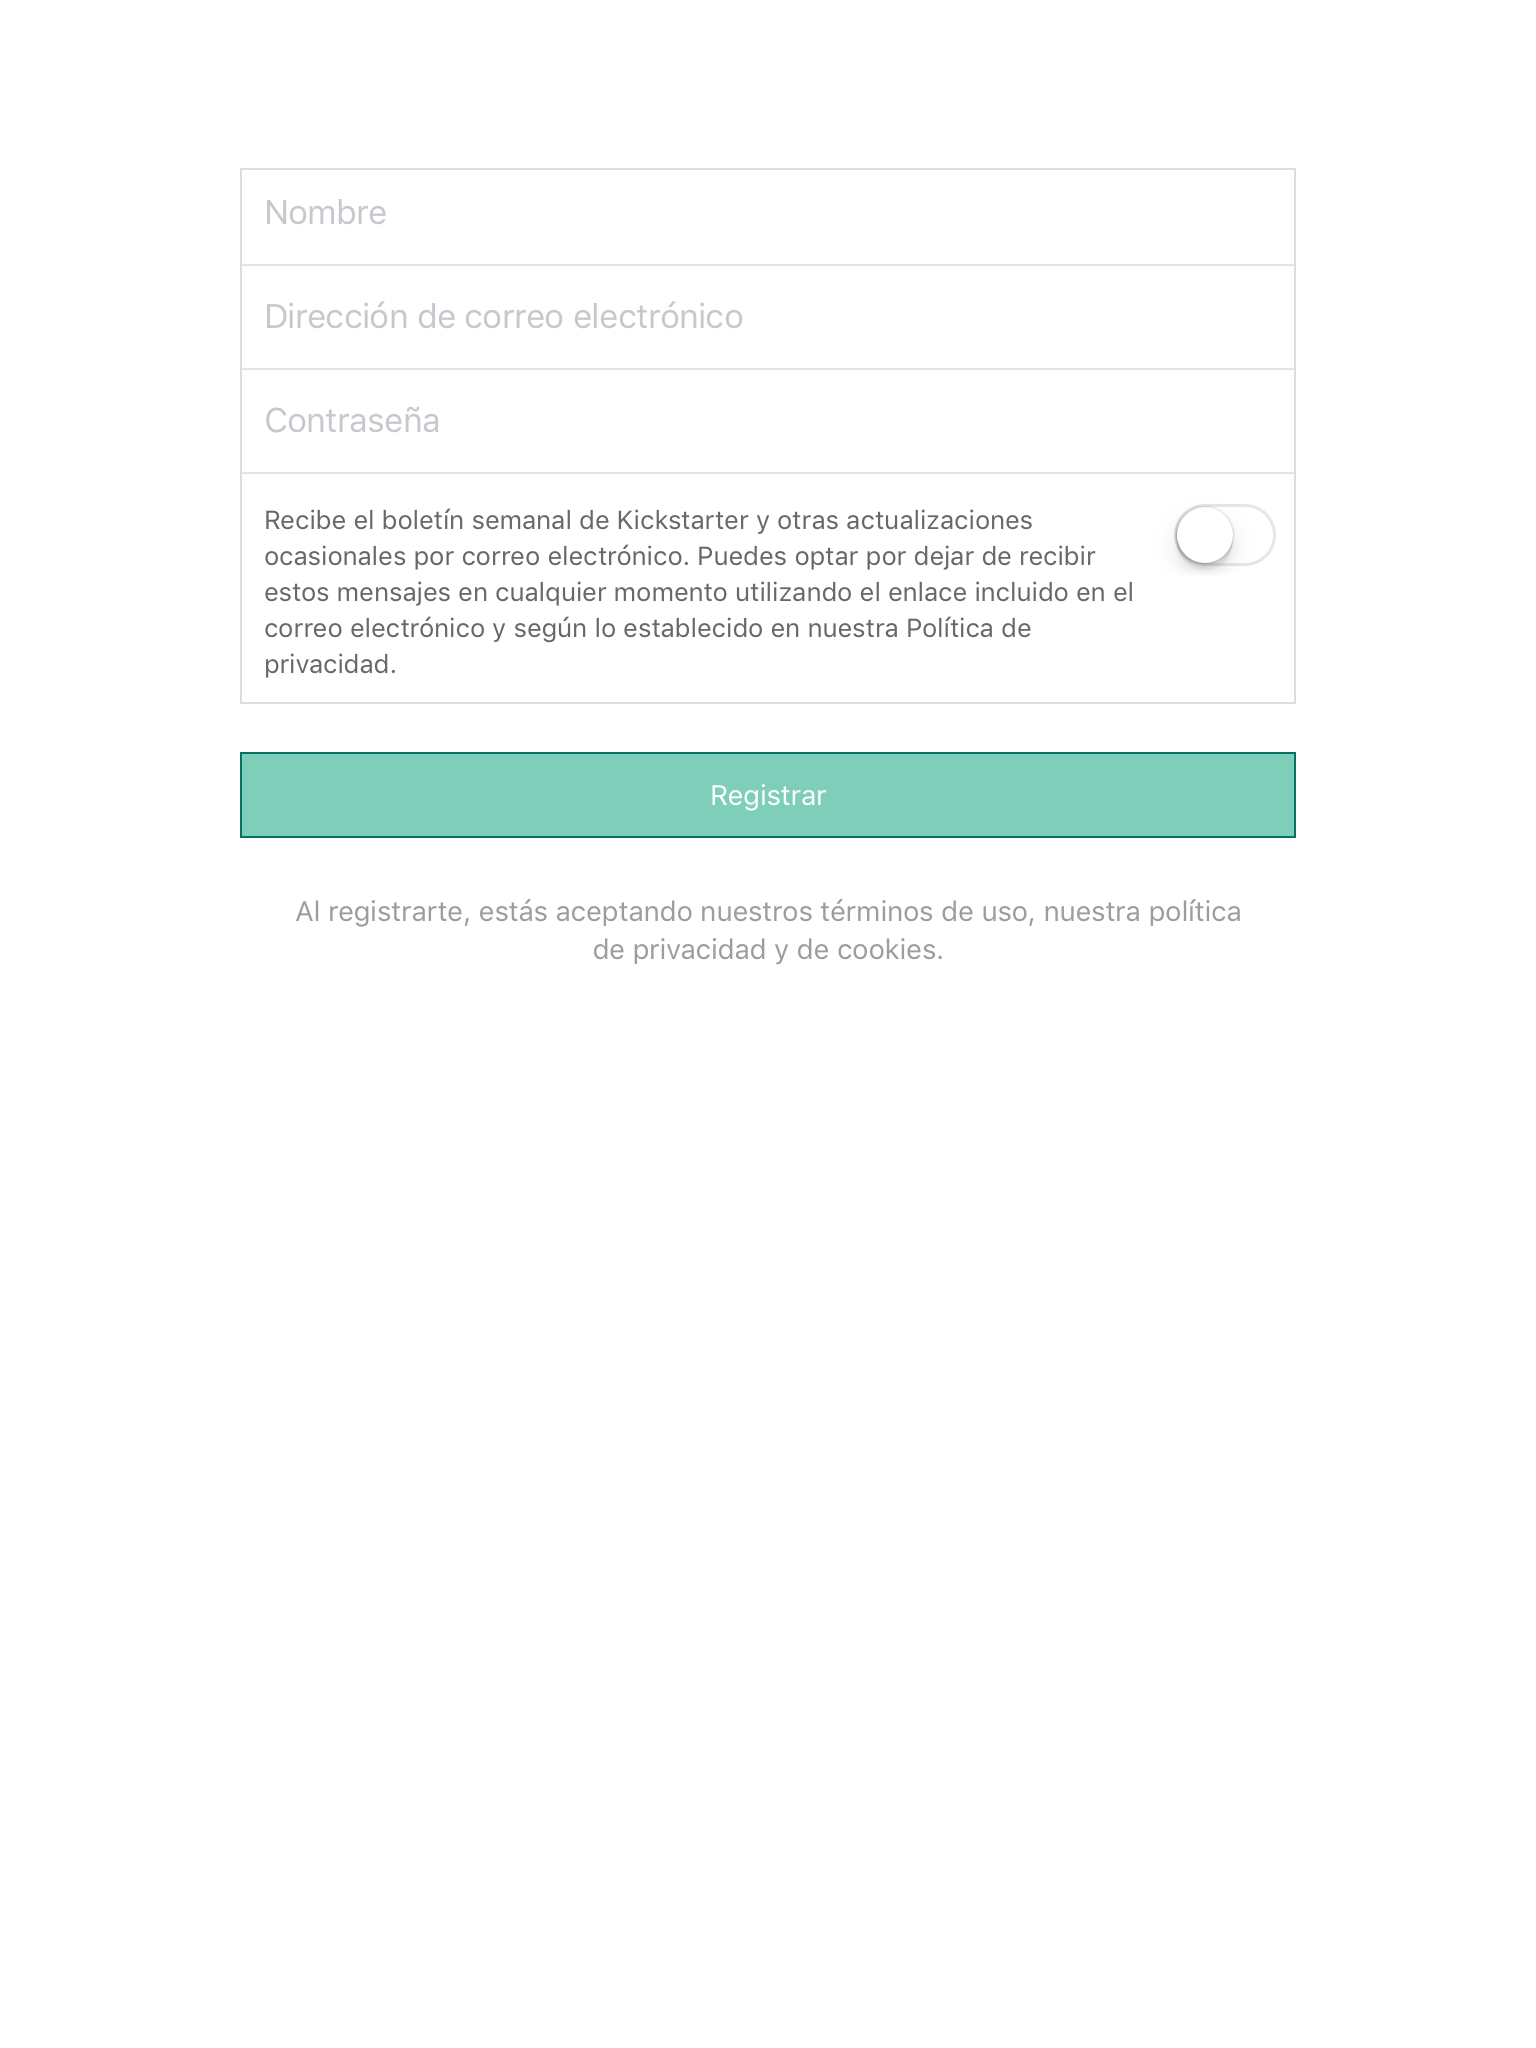 Nombre
Dirección de correo electrónico
Contraseña
Recibe el boletín semanal de Kickstarter y otras actualizaciones
ocasionales por correo electrónico. Puedes optar por dejar de recibir
estos mensajes en cualquier momento utilizando el enlace incluido en el
correo electrónico y según lo establecido en nuestra Política de
privacidad.
Registrar
Al registrarte, estás aceptando nuestros términos de uso, nuestra política
de privacidad y de cookies.